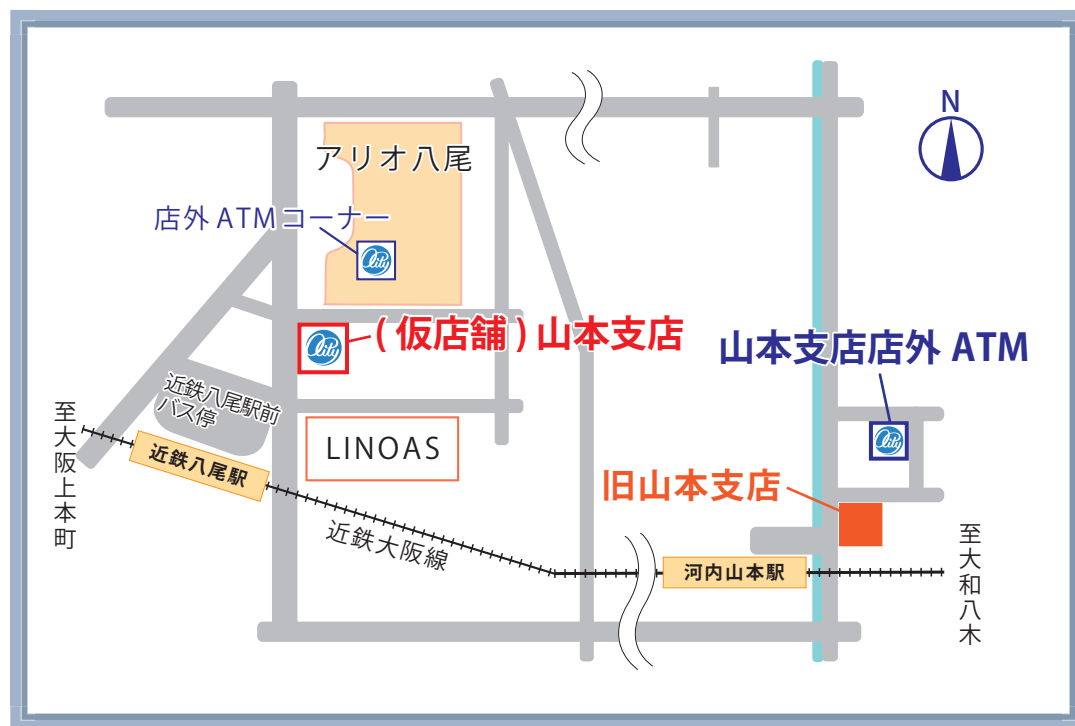 N
アリオ八尾
店外 ATM コーナー
City
City
( 仮店舗 ) 山本支店
山本支店店外 ATM
City
近鉄八尾駅前
バス停
至大阪上本町
近鉄八尾駅
LINOAS
旧山本支店
近鉄大阪線
河内山本駅
至大和八木